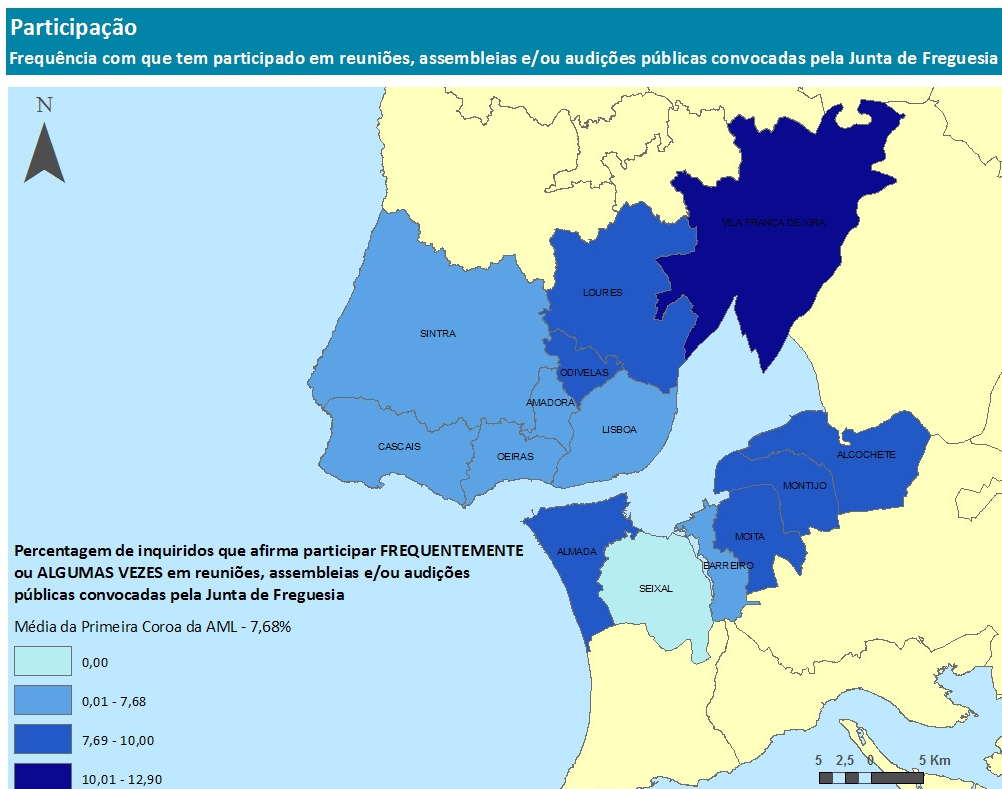 Participação
Frequência com que tem participado em reuniões, assembleias e/ou audições públicas convocadas pela Junta de Freguesia
N
VILA FRANCA DE XIRA
LOURES
SINTRA
ODIVELAS
AMADORA
LISBOA
CASCAIS
OEIRAS
ALCOCHETE
MONTIJO
MOITA
ALMADA
BARREIRO
SEIXAL
Percentagem de inquiridos que afirma participar FREQUENTEMENTE
ou ALGUMAS VEZES em reuniões, assembleias e/ou audições
públicas convocadas pela Junta de Freguesia
Média da Primeira Coroa da AML - 7,68%
0,00
0,01 - 7,68
7,69 - 10,00
10,01 - 12,90
5 2,5 0 5 Km